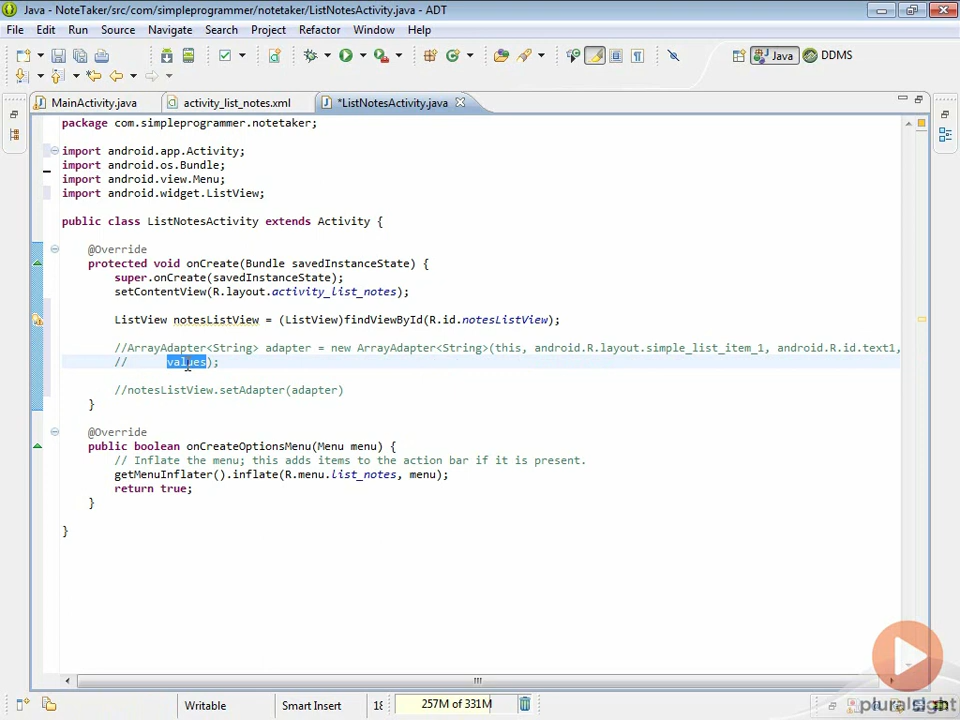 Java - NoteTaker/src/com/simpleprogrammer/notetaker/ListNotesActivity.java - ADT
File Edit Run Source Navigate Search Project Refactor Window Help
Java DDMS
MainActivity.java activity_list_notes.xml *ListNotesActivity.java
package com.simpleprogrammer.notetaker;
import android.app.Activity;
import android.os.Bundle;
import android.view.Menu;
import android.widget.ListView;
public class ListNotesActivity extends Activity {
@Override
protected void onCreate(Bundle savedInstanceState) {
super.onCreate(savedInstanceState);
setContentView(R.layout.activity_list_notes);
ListView notesListView = (ListView)findViewById(R.id.notesListView);
//ArrayAdapter<String> adapter = new ArrayAdapter<String>(this, android.R.layout.simple_list_item_1, android.R.id.text1,
// values);
//notesListView.setAdapter(adapter)
}
@Override
public boolean onCreateOptionsMenu(Menu menu) {
// Inflate the menu; this adds items to the action bar if it is present.
getMenuInflater().inflate(R.menu.list_notes, menu);
return true;
}
}
Writable Smart Insert 18 257M of 331M
pluralsight